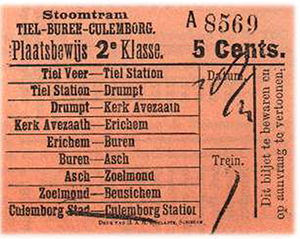 Stoomtram
TIEL-BUREN-CULEMBORG.
A 8569
Plaatsbewijs 2e Klasse.
5 Cents.
Tiel Veer—Tiel Station
Tiel Station—Drumpt
Drumpt—Kerk Avezaath
Kerk Avezaath—Erichem
Erichem—Buren
Buren—Asch
Asch—Zoelmond
Zoelmond—Beusichem
Culemborg Stad—Culemborg Station
Datum.
Trein.
Dit biljet te bewaren en
op aanvraag te vertoonen.